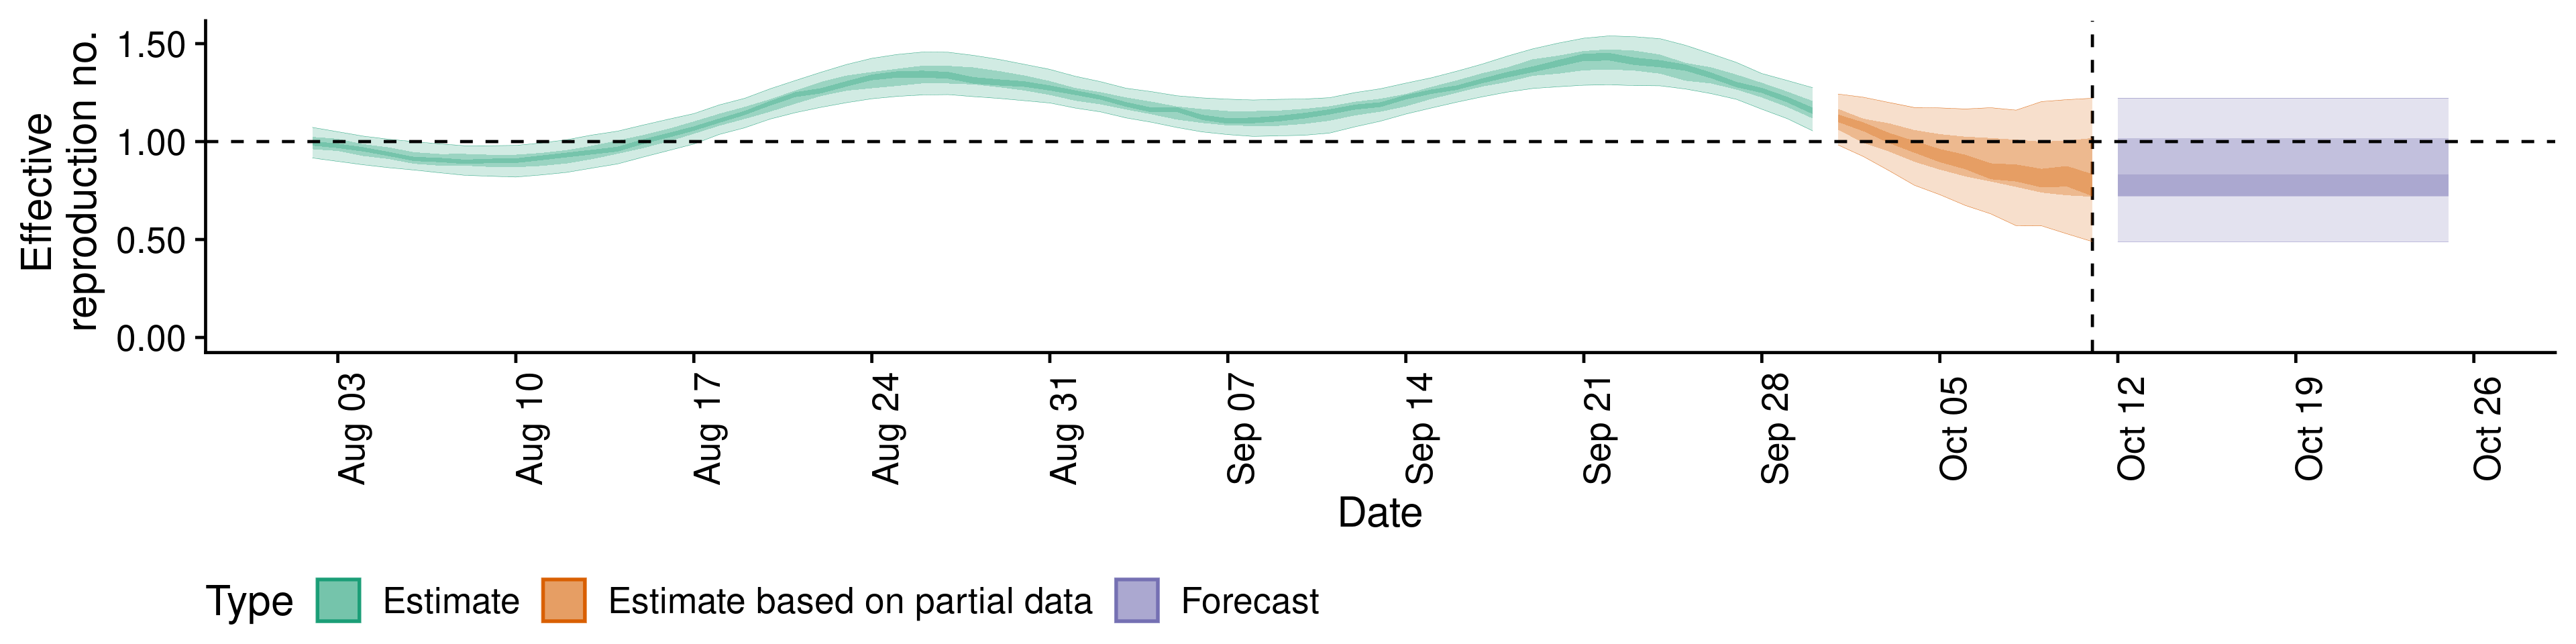 Effective
reproduction no.
1.50
1.00
0.50
0.00
Aug 03
Aug 10
Aug 17
Aug 24
Aug 31
Sep 07
Sep 14
Sep 21
Sep 28
Oct 05
Oct 12
Oct 19
Oct 26
Date
Type Estimate Estimate based on partial data Forecast